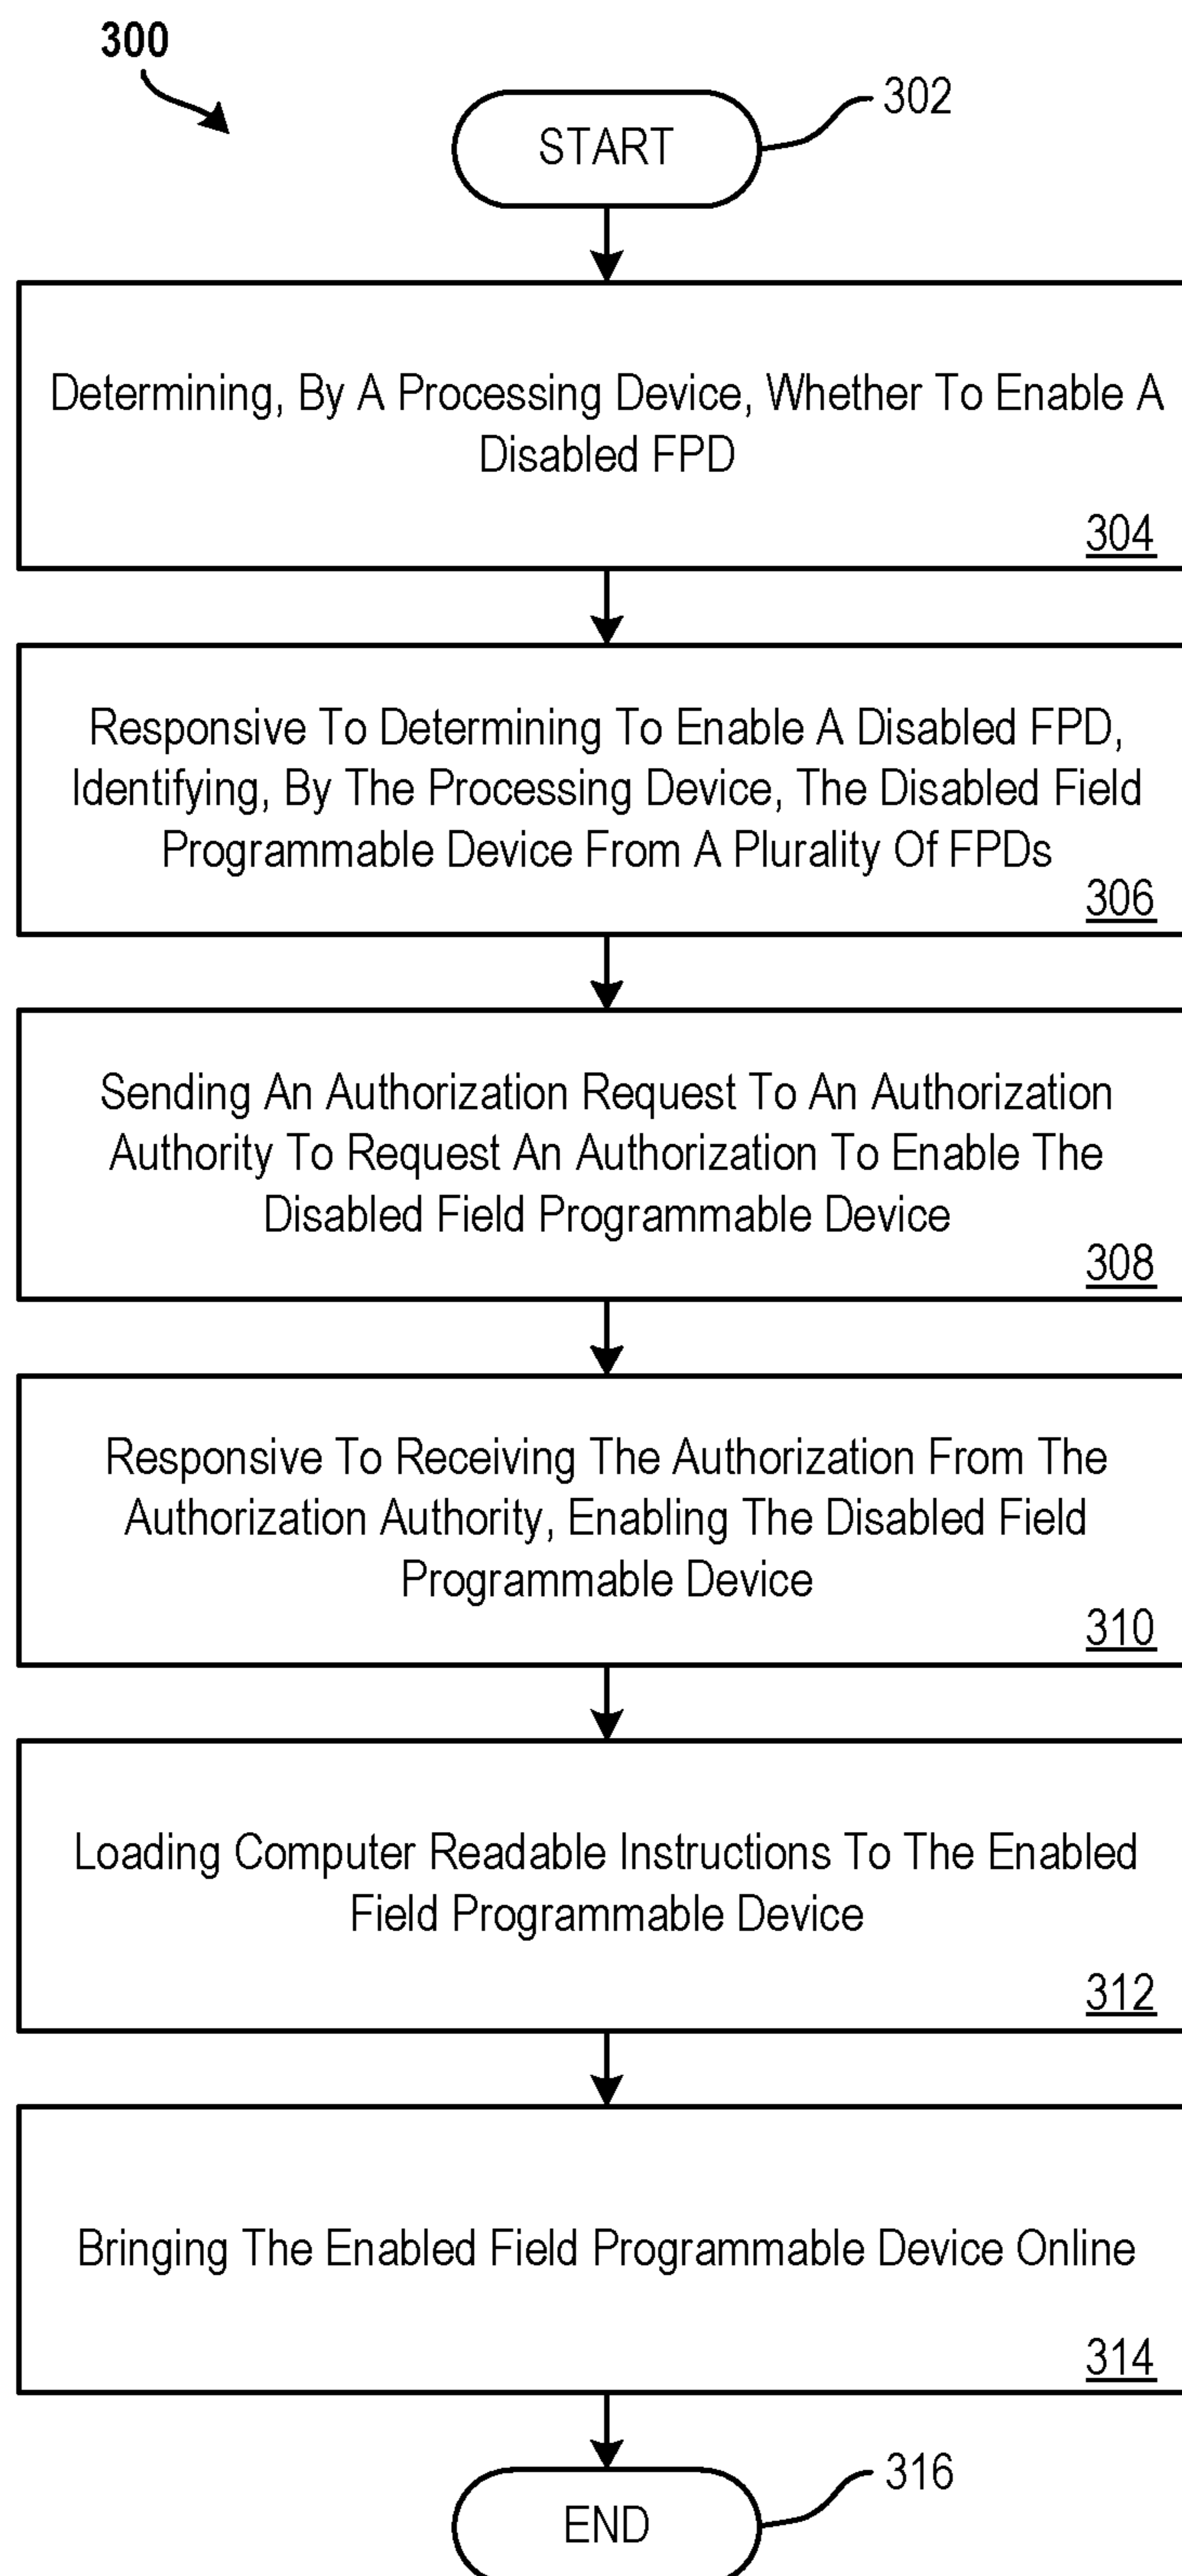 300
302
START
Determining, By A Processing Device, Whether To Enable A
Disabled FPD
304
Responsive To Determining To Enable A Disabled FPD,
Identifying, By The Processing Device, The Disabled Field
Programmable Device From A Plurality Of FPDs
306
Sending An Authorization Request To An Authorization
Authority To Request An Authorization To Enable The
Disabled Field Programmable Device
308
Responsive To Receiving The Authorization From The
Authorization Authority, Enabling The Disabled Field
Programmable Device
310
Loading Computer Readable Instructions To The Enabled
Field Programmable Device
312
Bringing The Enabled Field Programmable Device Online
314
316
END